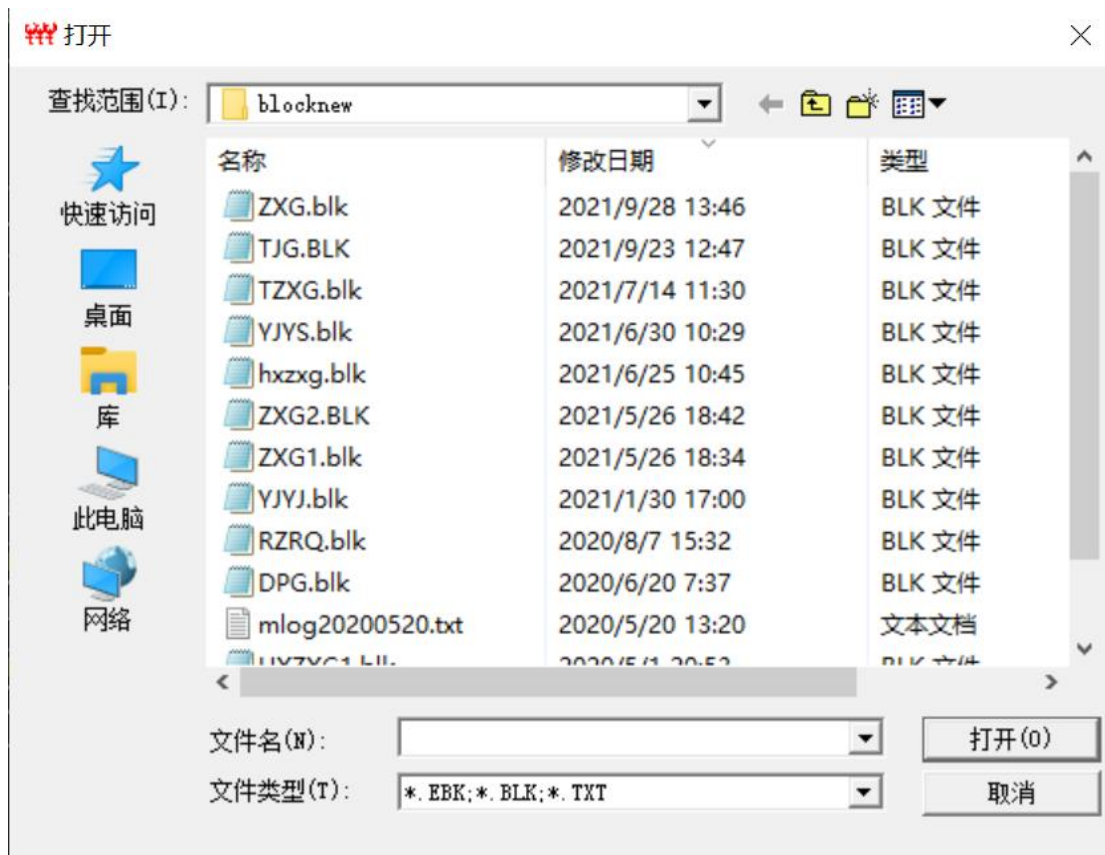 打开
查找范围(I): blocknew
名称 修改日期 类型
ZXG.blk 2021/9/28 13:46 BLK 文件
TJG.BLK 2021/9/23 12:47 BLK 文件
TZXG.blk 2021/7/14 11:30 BLK 文件
YJYS.blk 2021/6/30 10:29 BLK 文件
hxzxg.blk 2021/6/25 10:45 BLK 文件
ZXG2.BLK 2021/5/26 18:42 BLK 文件
ZXG1.blk 2021/5/26 18:34 BLK 文件
YJYJ.blk 2021/1/30 17:00 BLK 文件
RZRQ.blk 2020/8/7 15:32 BLK 文件
DPG.blk 2020/6/20 7:37 BLK 文件
mlog20200520.txt 2020/5/20 13:20 文本文档
快速访问
桌面
库
此电脑
网络
文件名(N): 打开(O)
文件类型(T): *.EBK;*.BLK;*.TXT 取消